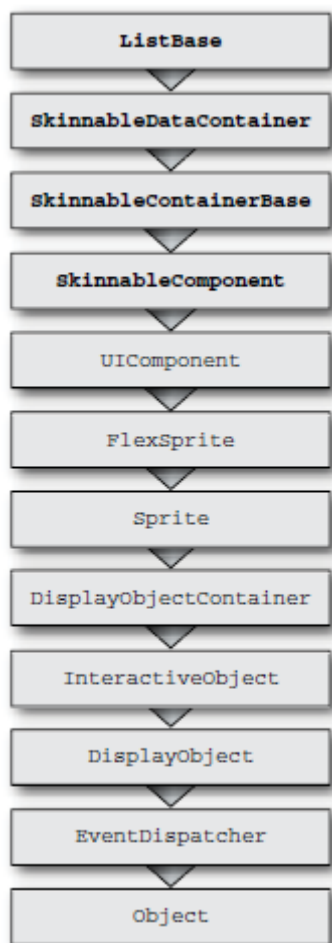 ListBase
SkinnableDataContainer
SkinnableContainerBase
SkinnableComponent
UIComponent
FlexSprite
Sprite
DisplayObjectContainer
InteractiveObject
DisplayObject
EventDispatcher
Object